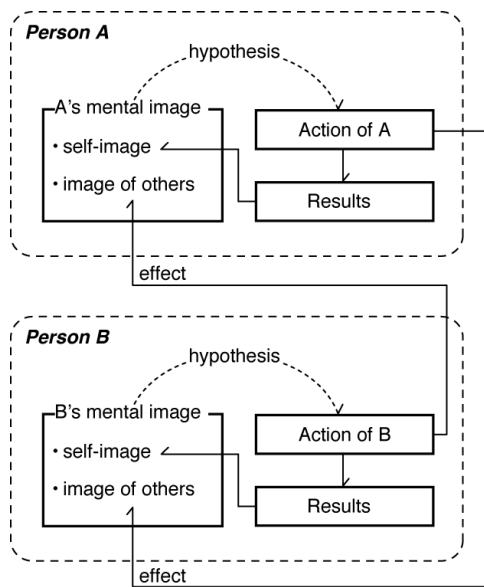 Person A
hypothesis
A's mental image
• self-image
• image of others
Action of A
Results
effect
Person B
hypothesis
B's mental image
• self-image
• image of others
Action of B
Results
effect